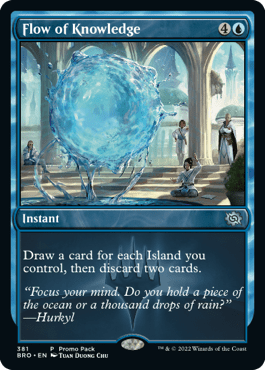 Flow of Knowledge 4
Instant
Draw a card for each Island you
control, then discard two cards.
“Focus your mind. Do you hold a piece of
the ocean or a thousand drops of rain?”
—Hurkyl
381 P Promo Pack
BRO • EN Tuan Duong Chu ™ & © 2022 Wizards of the Coast